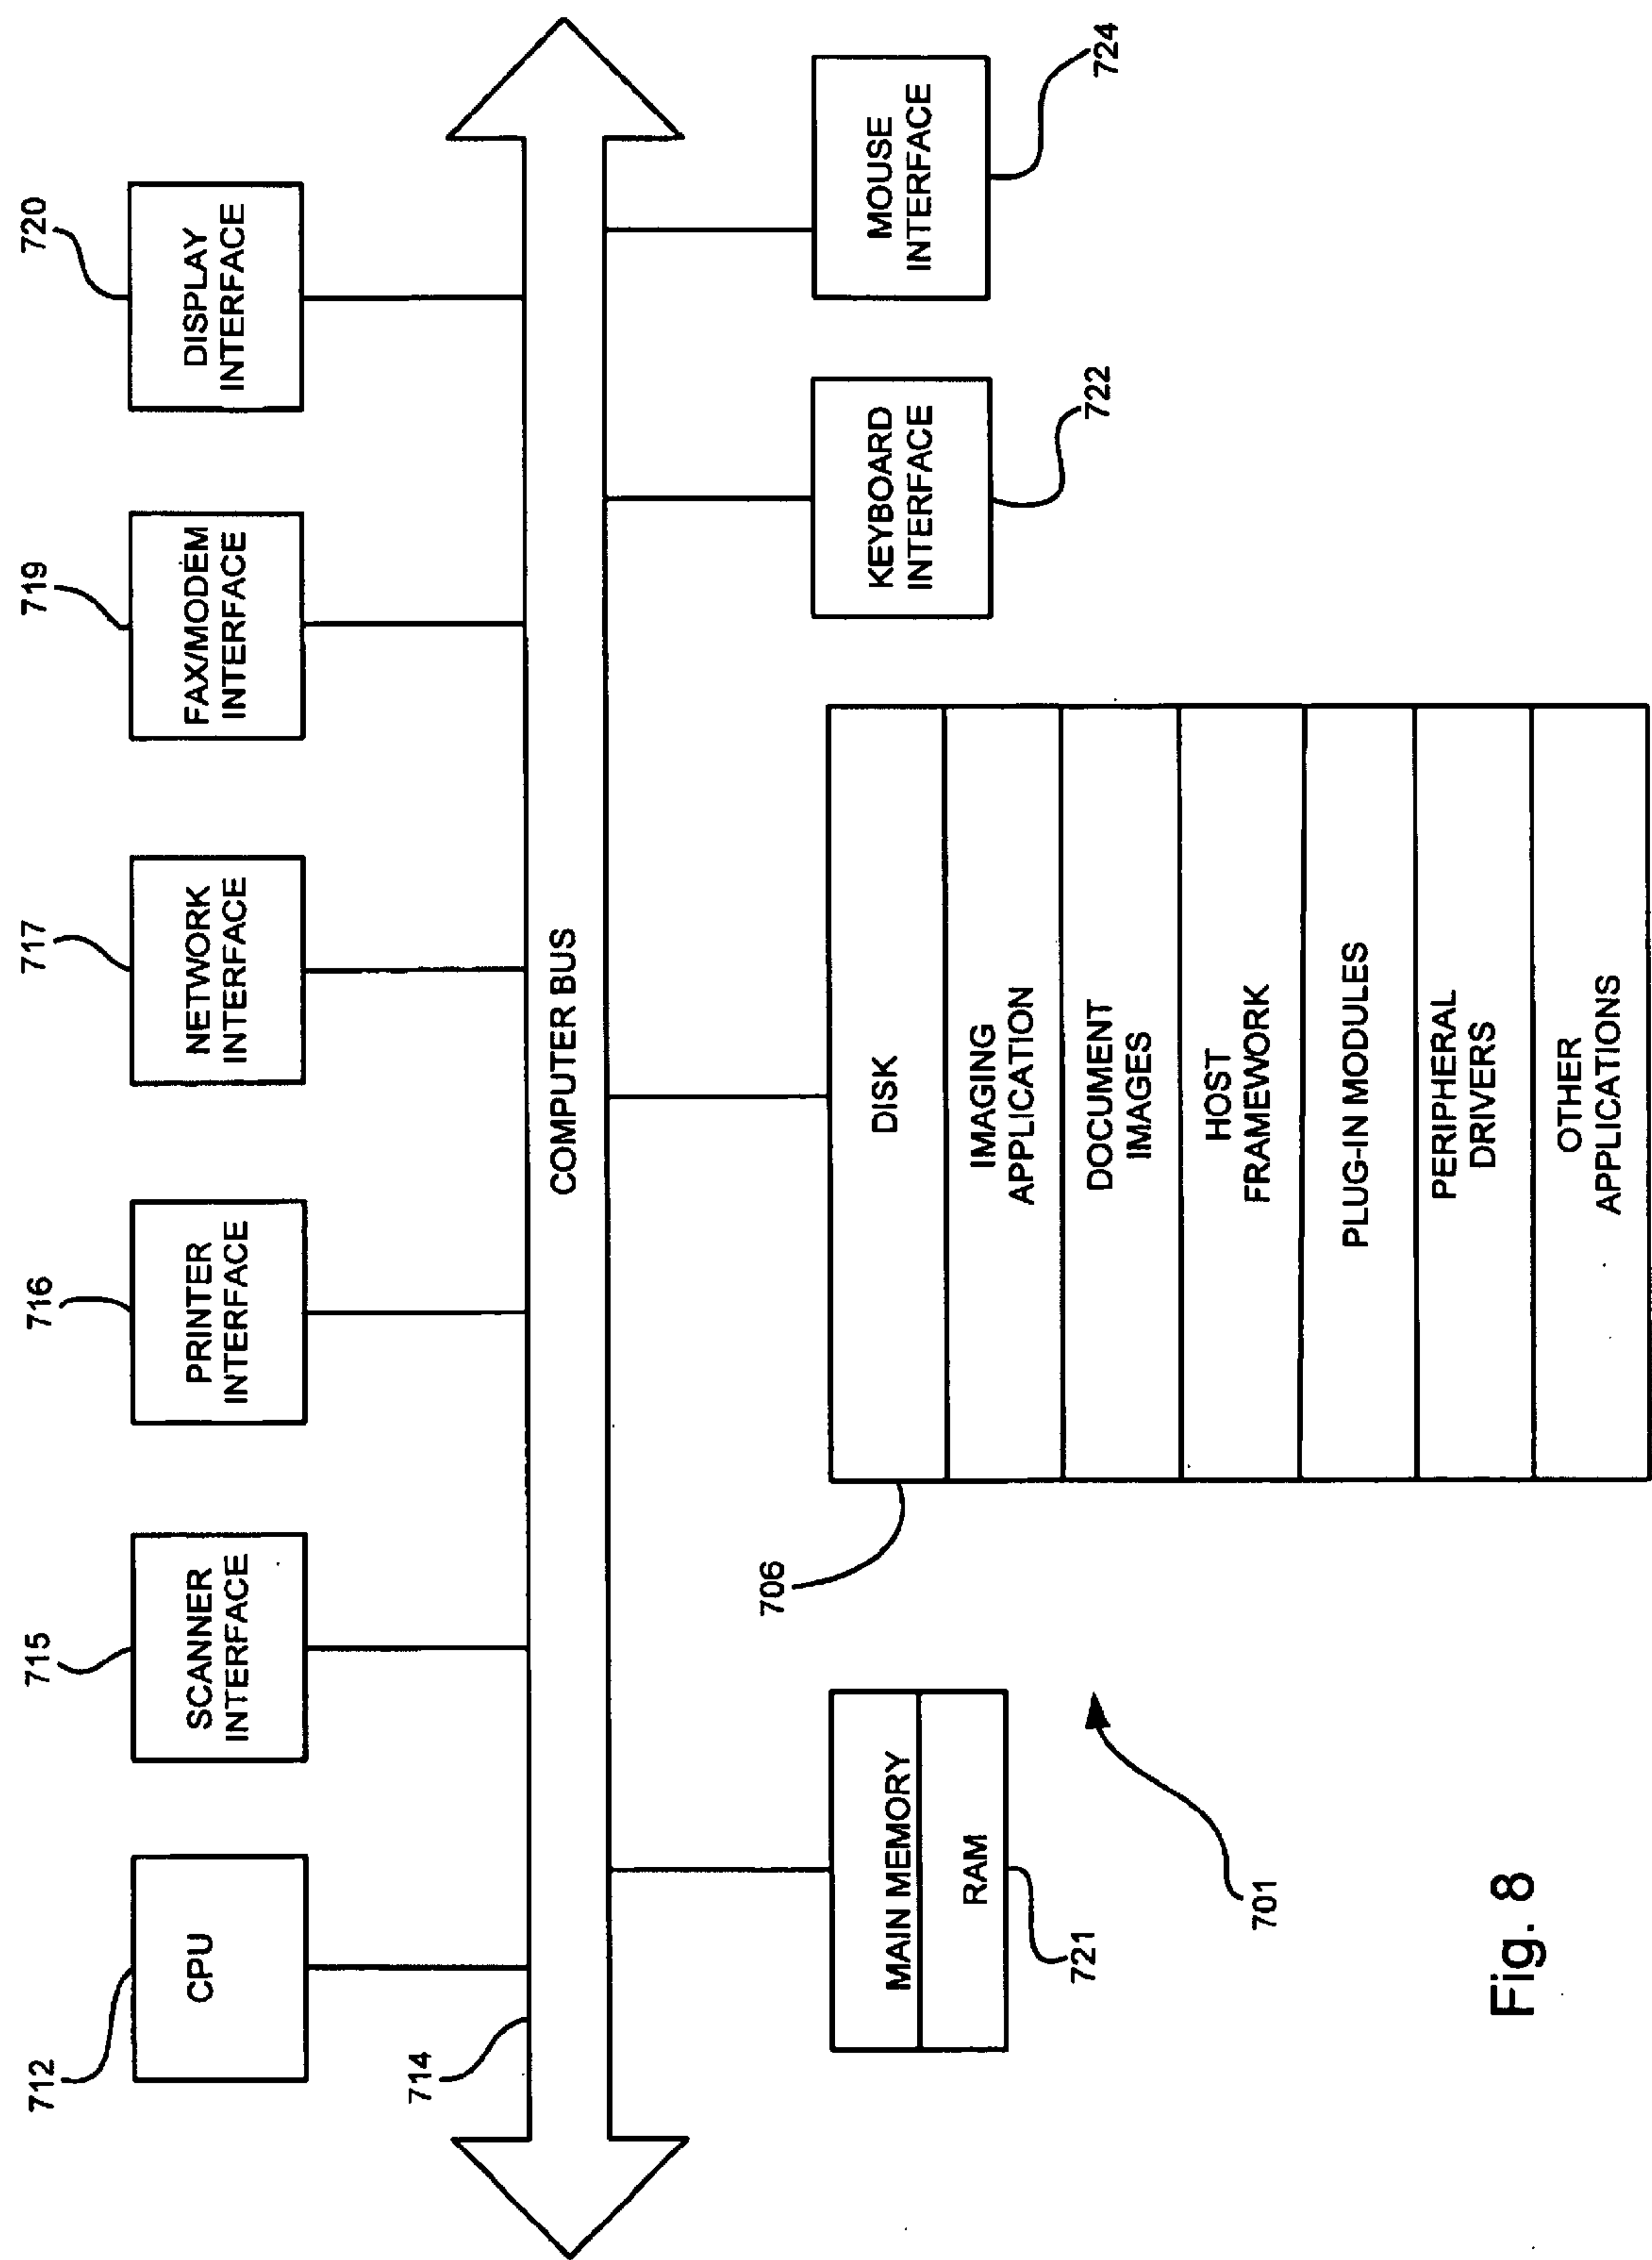 712
715
716
717
719
720
CPU
SCANNER
INTERFACE
PRINTER
INTERFACE
NETWORK
INTERFACE
FAX/MODEM
INTERFACE
DISPLAY
INTERFACE
714
COMPUTER BUS
MAIN MEMORY
RAM
721
706
DISK
IMAGING
APPLICATION
DOCUMENT
IMAGES
HOST
FRAMEWORK
PLUG-IN MODULES
PERIPHERAL
DRIVERS
OTHER
APPLICATIONS
KEYBOARD
INTERFACE
722
MOUSE
INTERFACE
724
701
Fig. 8